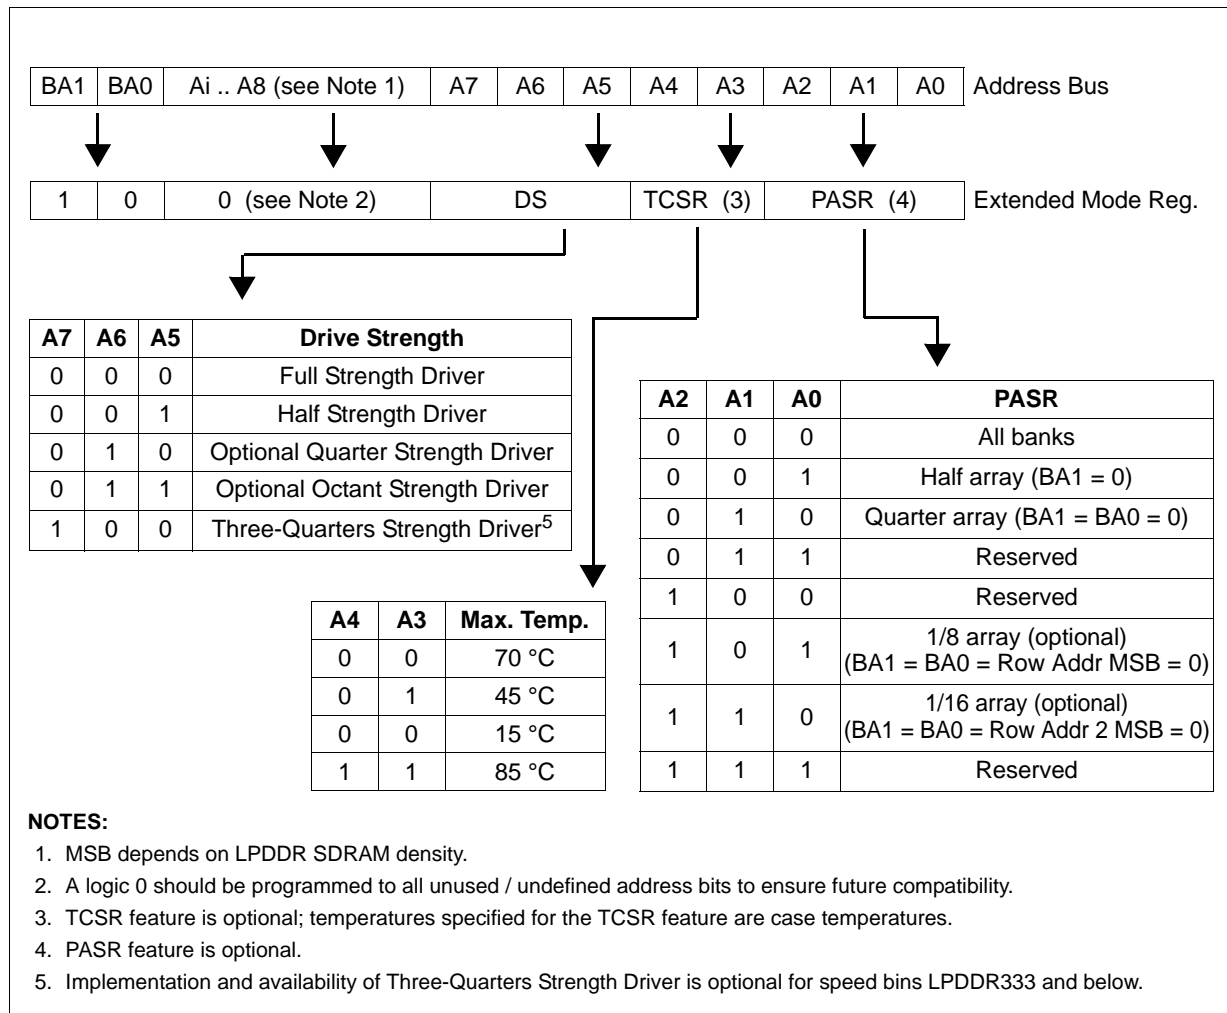 BA1 BA0 Ai .. A8 (see Note 1) A7 A6 A5 A4 A3 A2 A1 A0 Address Bus
1 0 0 (see Note 2) DS TCSR (3) PASR (4) Extended Mode Reg.
A7 A6 A5 Drive Strength
0 0 0 Full Strength Driver
0 0 1 Half Strength Driver
0 1 0 Optional Quarter Strength Driver
0 1 1 Optional Octant Strength Driver
1 0 0 Three-Quarters Strength Driver5
A4 A3 Max. Temp.
0 0 70 °C
0 1 45 °C
0 0 15 °C
1 1 85 °C
A2 A1 A0 PASR
0 0 0 All banks
0 0 1 Half array (BA1 = 0)
0 1 0 Quarter array (BA1 = BA0 = 0)
0 1 1 Reserved
1 0 0 Reserved
1 0 1 1/8 array (optional)
(BA1 = BA0 = Row Addr MSB = 0)
1 1 0 1/16 array (optional)
(BA1 = BA0 = Row Addr 2 MSB = 0)
1 1 1 Reserved
NOTES:
1. MSB depends on LPDDR SDRAM density.
2. A logic 0 should be programmed to all unused / undefined address bits to ensure future compatibility.
3. TCSR feature is optional; temperatures specified for the TCSR feature are case temperatures.
4. PASR feature is optional.
5. Implementation and availability of Three-Quarters Strength Driver is optional for speed bins LPDDR333 and below.